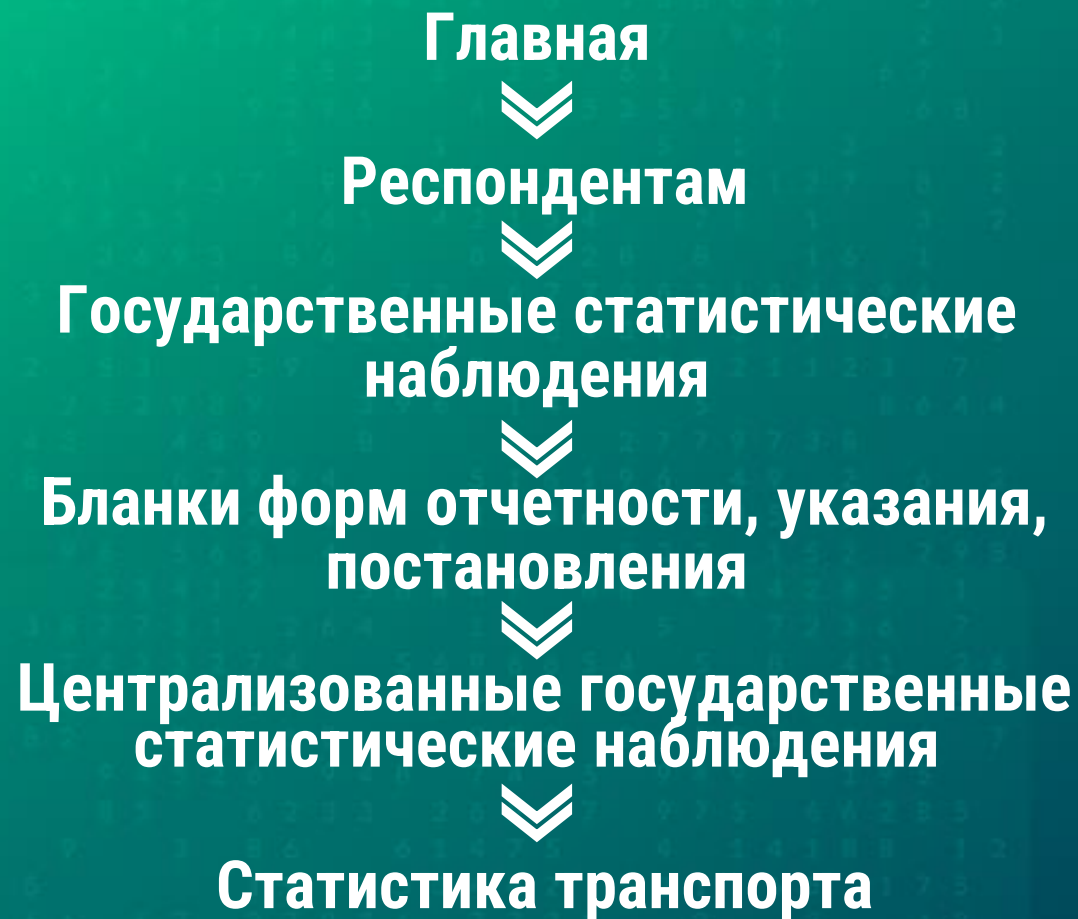 Главная
Респондентам
Государственные статистические
наблюдения
Бланки форм отчетности, указания,
постановления
Централизованные государственные
статистические наблюдения
Статистика транспорта